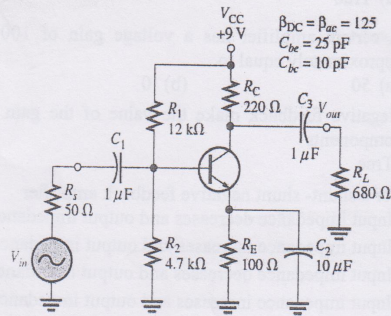 V_CC
+9 V
β_DC = β_ac = 125
C_be = 25 pF
C_bc = 10 pF
R_C
220 Ω
C_3
V_out
1 μF
R_1
12 kΩ
C_1
1 μF
R_L
680 Ω
R_s
50 Ω
R_2
4.7 kΩ
R_E
100 Ω
C_2
10 μF
V_in